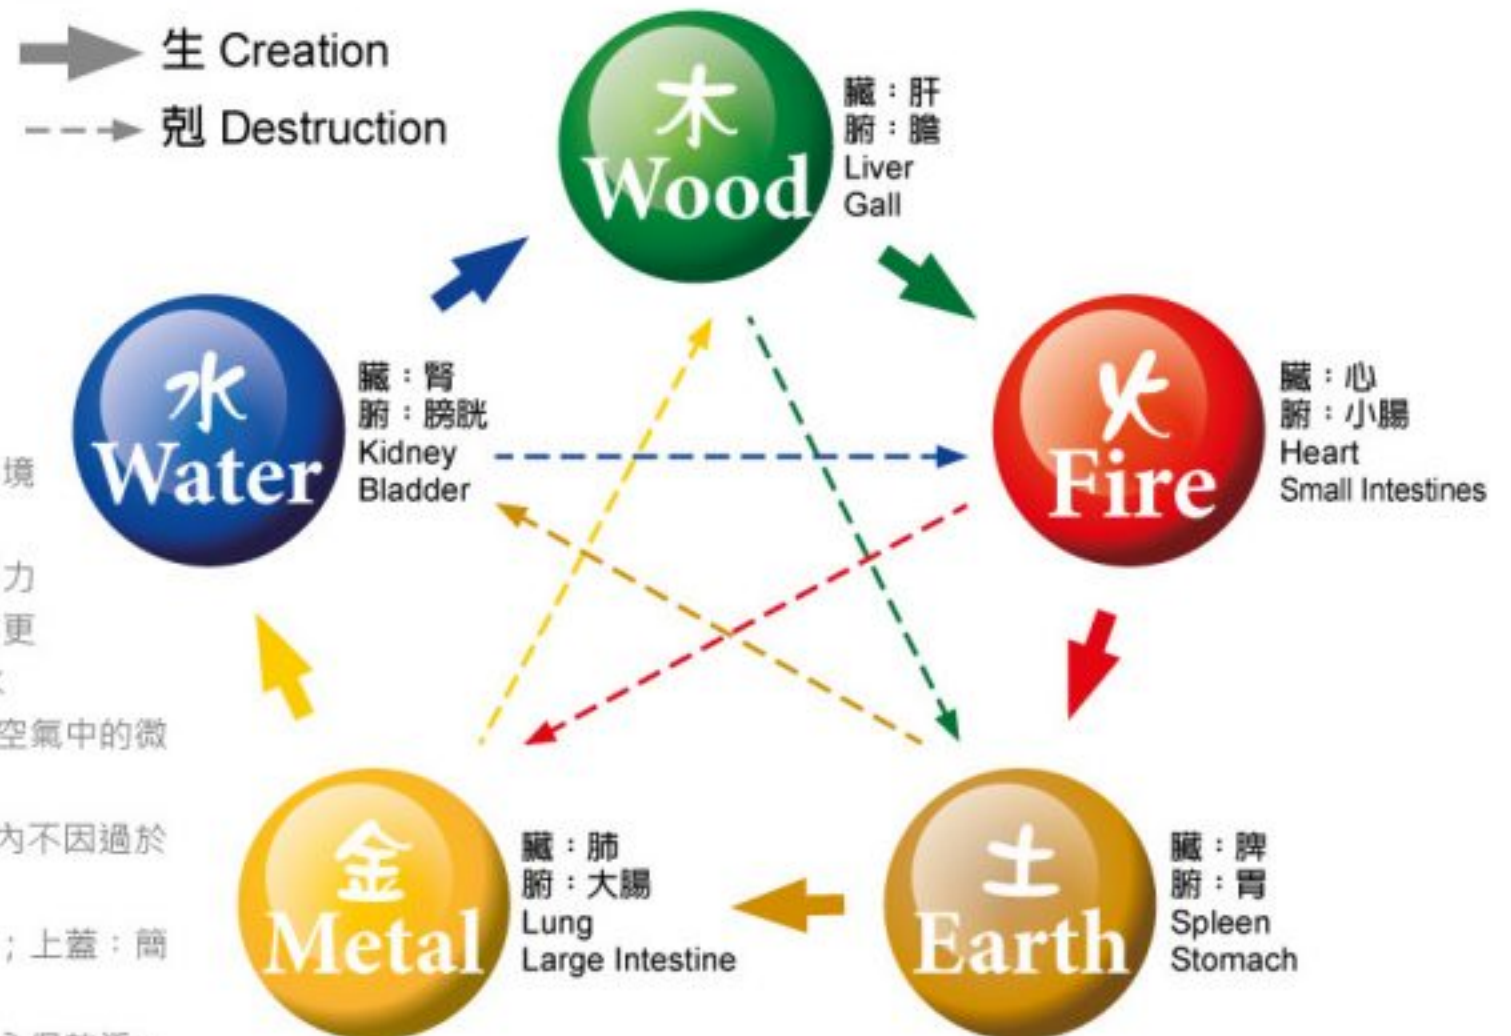 生 Creation
剋 Destruction
木
Wood
臟：肝
腑：膽
Liver
Gall
水
Water
臟：腎
腑：膀胱
Kidney
Bladder
火
Fire
臟：心
腑：小腸
Heart
Small Intestines
境
力
更
空氣中的微
內不因過於
；上蓋：簡
金
Metal
臟：肺
腑：大腸
Lung
Large Intestine
土
Earth
臟：脾
腑：胃
Spleen
Stomach